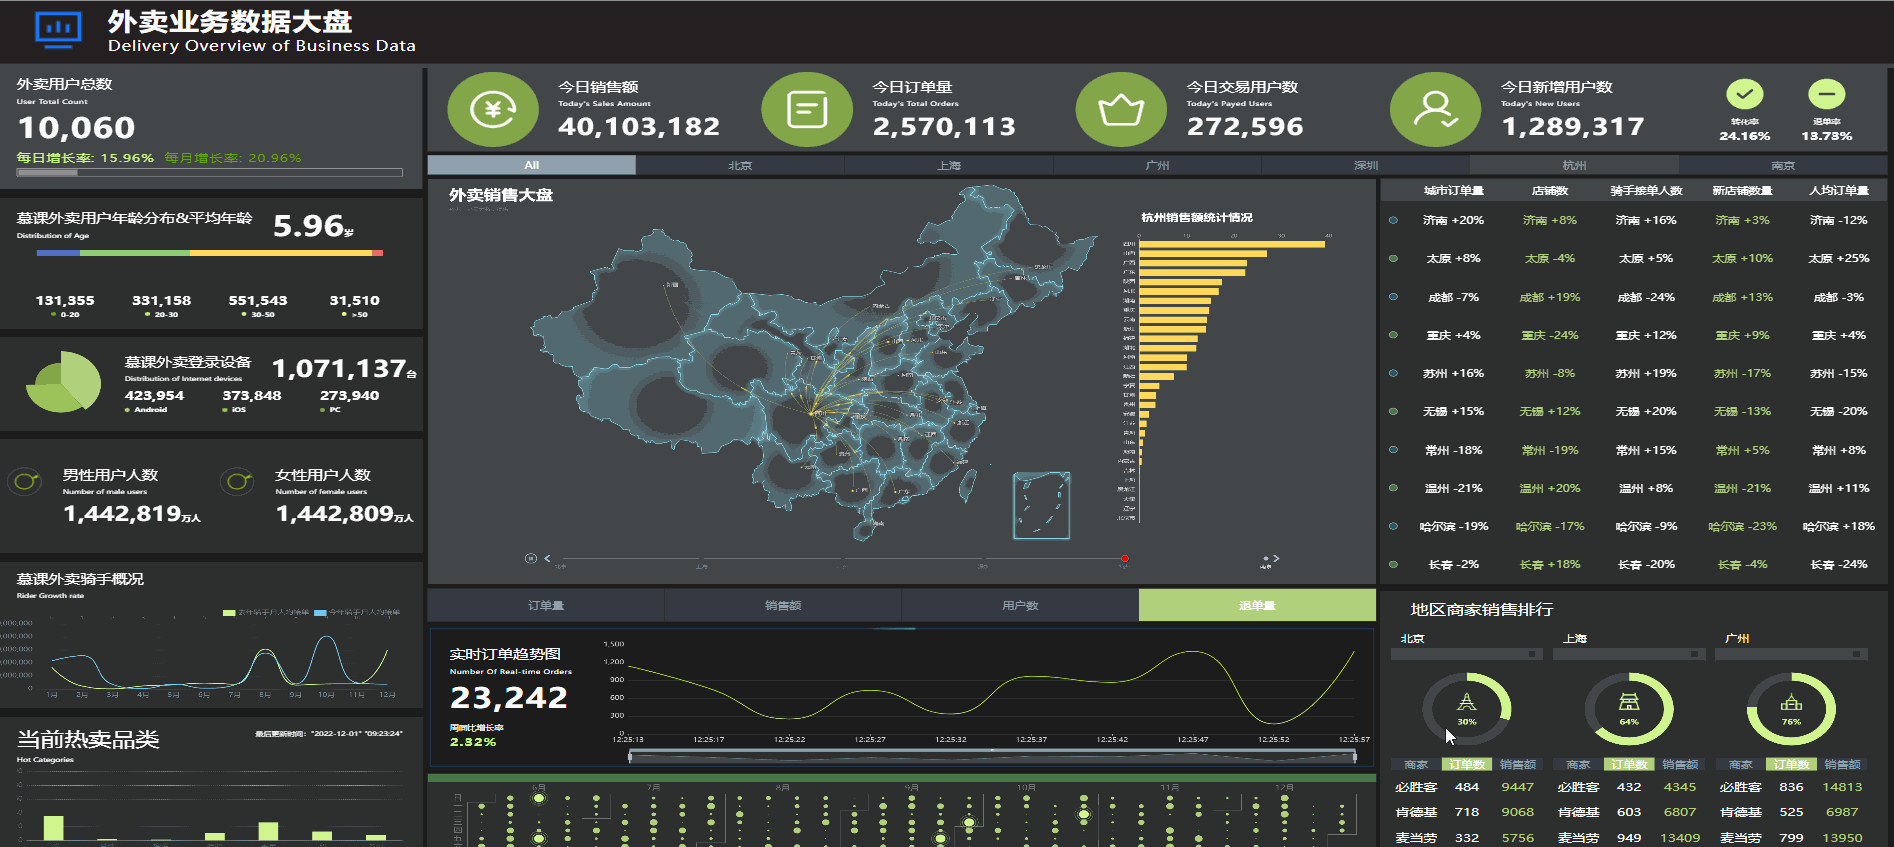 外卖业务数据大盘
Delivery Overview of Business Data
外卖用户总数
User Total Count
10,060
每日增长率: 15.96% 每月增长率: 20.96%
慕课外卖用户年龄分布&平均年龄 5.96岁
Distribution of Age
131,355 331,158 551,543 31,510
0-20 20-30 30-50 >50
慕课外卖登录设备 1,071,137台
Distribution of Internet devices
423,954 373,848 273,940
Android iOS PC
男性用户人数 女性用户人数
Number of male users Number of female users
1,442,819万人 1,442,809万人
慕课外卖骑手概况
Rider Growth rate
去年骑手月人均接单 今年骑手月人均接单
1月 2月 3月 4月 5月 6月 7月 8月 9月 10月 11月 12月
当前热卖品类 最后更新时间: "2022-12-01" "09:23:24"
Hot Categories
今日销售额 今日订单量 今日交易用户数 今日新增用户数
Today's Sales Amount Today's Total Orders Today's Payed Users Today's New Users
40,103,182 2,570,113 272,596 1,289,317
转化率 退单率
24.16% 13.73%
All 北京 上海 广州 深圳 杭州 南京
外卖销售大盘
杭州销售额统计情况
0 10 20 30 40
订单量 销售额 用户数 退单量
实时订单趋势图
Number Of Real-time Orders
23,242
周同比增长率
2.32%
1,500
1,200
900
600
300
0
12:25:13 12:25:17 12:25:22 12:25:27 12:25:32 12:25:37 12:25:42 12:25:47 12:25:52 12:25:57
6月 7月 8月 9月 10月 11月 12月
日
一
二
三
四
五
城市订单量 店铺数 骑手接单人数 新店铺数量 人均订单量
济南 +20% 济南 +8% 济南 +16% 济南 +3% 济南 -12%
太原 +8% 太原 -4% 太原 +5% 太原 +10% 太原 +25%
成都 -7% 成都 +19% 成都 -24% 成都 +13% 成都 -3%
重庆 +4% 重庆 -24% 重庆 +12% 重庆 +9% 重庆 +4%
苏州 +16% 苏州 -8% 苏州 +19% 苏州 -17% 苏州 -15%
无锡 +15% 无锡 +12% 无锡 +20% 无锡 -13% 无锡 -20%
常州 -18% 常州 -19% 常州 +15% 常州 +5% 常州 +8%
温州 -21% 温州 +20% 温州 +8% 温州 -21% 温州 +11%
哈尔滨 -19% 哈尔滨 -17% 哈尔滨 -9% 哈尔滨 -23% 哈尔滨 +18%
长春 -2% 长春 +18% 长春 -20% 长春 -4% 长春 -24%
地区商家销售排行
北京 上海 广州
30% 64% 76%
商家 订单数 销售额 商家 订单数 销售额 商家 订单数 销售额
必胜客 484 9447 必胜客 432 4345 必胜客 836 14813
肯德基 718 9068 肯德基 603 6807 肯德基 525 6987
麦当劳 332 5756 麦当劳 949 13409 麦当劳 799 13950